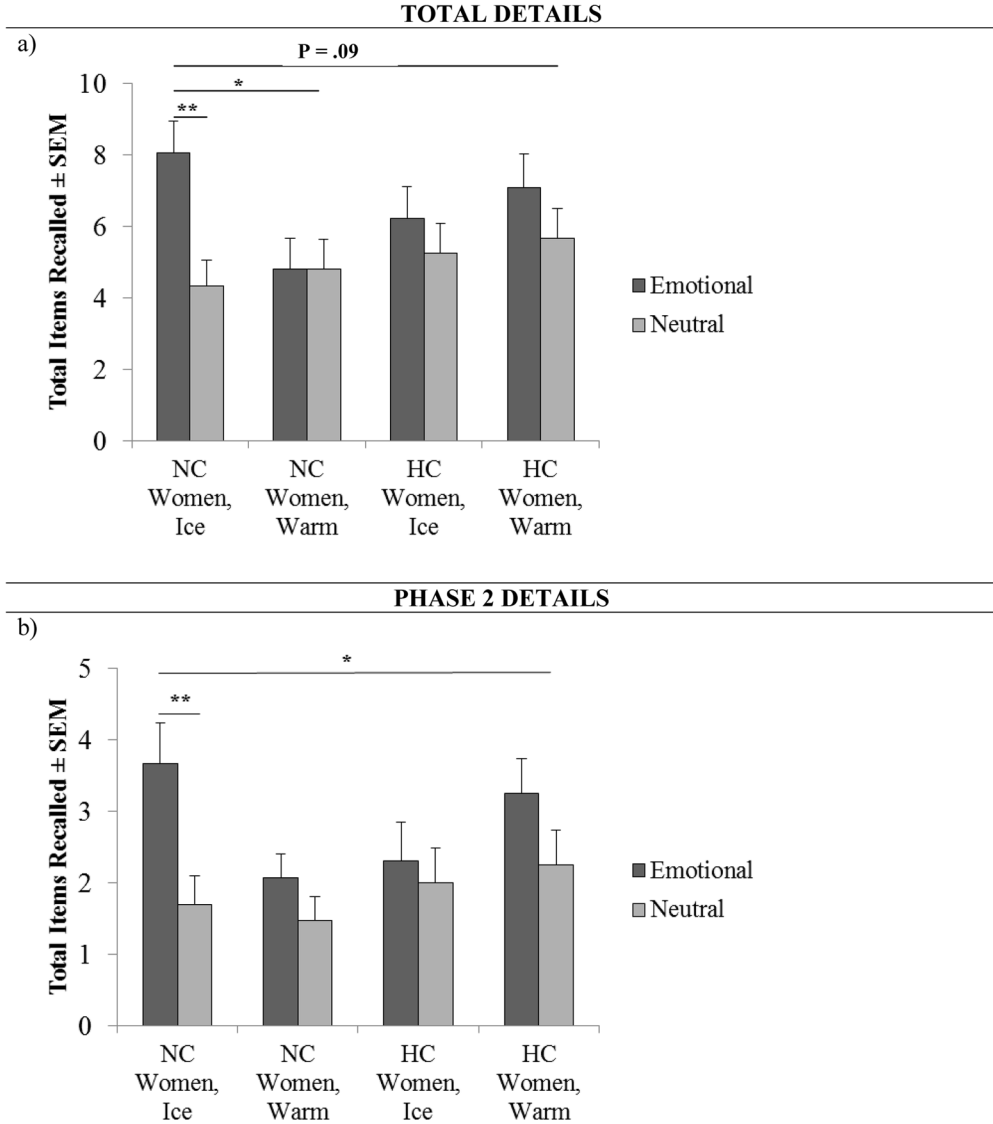 TOTAL DETAILS
a)
P = .09
*
**
10
8
6
4
2
0
Total Items Recalled ± SEM
NC
Women,
Ice
NC
Women,
Warm
HC
Women,
Ice
HC
Women,
Warm
Emotional
Neutral
PHASE 2 DETAILS
b)
*
**
5
4
3
2
1
0
Total Items Recalled ± SEM
NC
Women,
Ice
NC
Women,
Warm
HC
Women,
Ice
HC
Women,
Warm
Emotional
Neutral